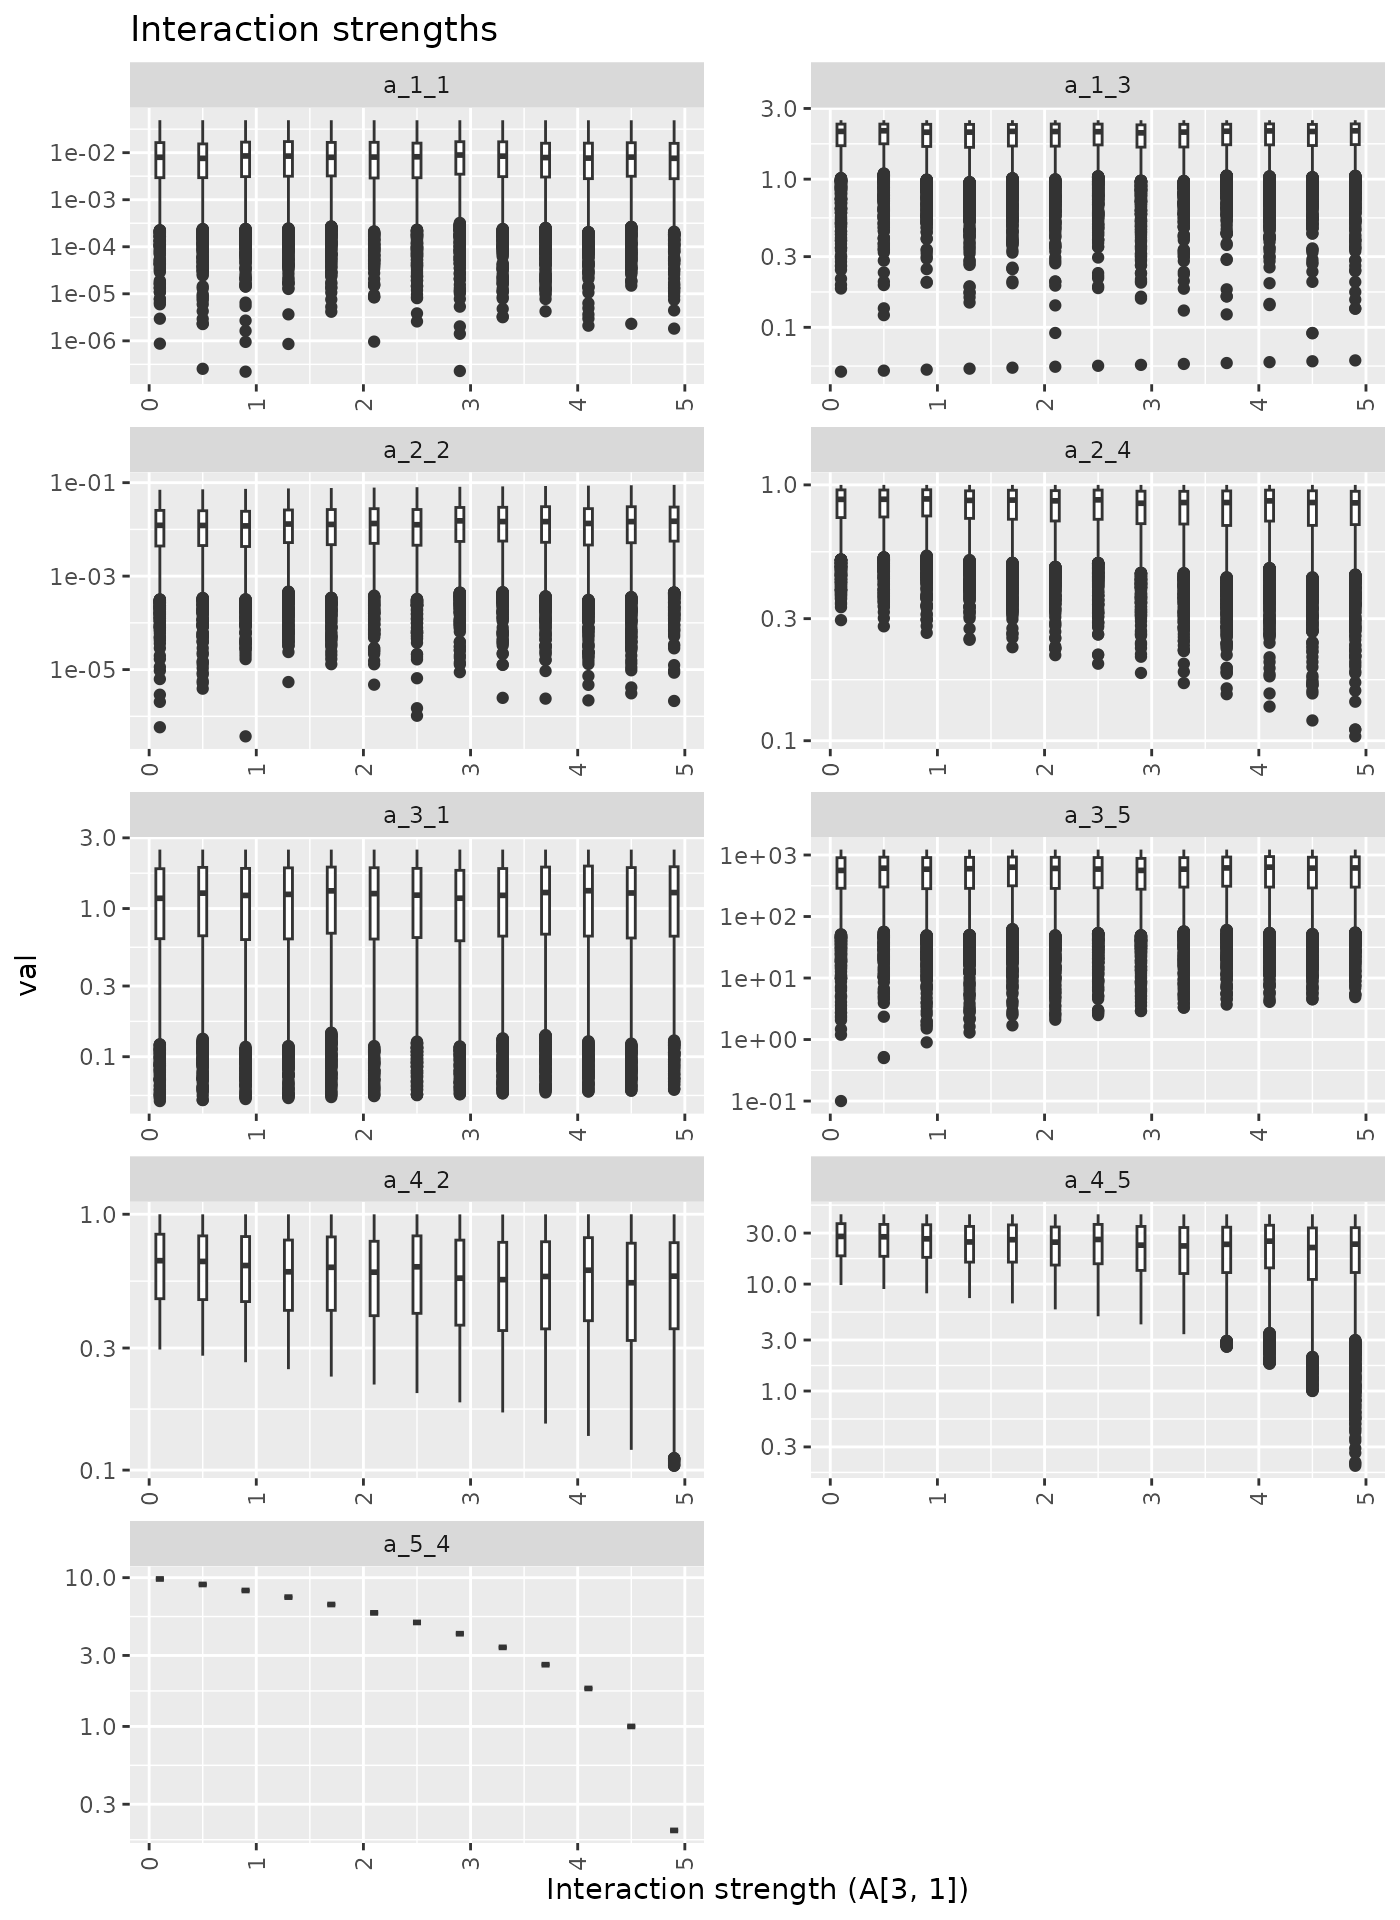 Interaction strengths
a_1_1
1e-02
1e-03
1e-04
1e-05
1e-06
0 1 2 3 4 5
a_1_3
3.0
1.0
0.3
0.1
0 1 2 3 4 5
a_2_2
1e-01
1e-03
1e-05
0 1 2 3 4 5
a_2_4
1.0
0.3
0.1
0 1 2 3 4 5
a_3_1
3.0
1.0
0.3
0.1
0 1 2 3 4 5
a_3_5
1e+03
1e+02
1e+01
1e+00
1e-01
0 1 2 3 4 5
a_4_2
1.0
0.3
0.1
0 1 2 3 4 5
a_4_5
30.0
10.0
3.0
1.0
0.3
0 1 2 3 4 5
a_5_4
10.0
3.0
1.0
0.3
0 1 2 3 4 5
val
Interaction strength (A[3, 1])